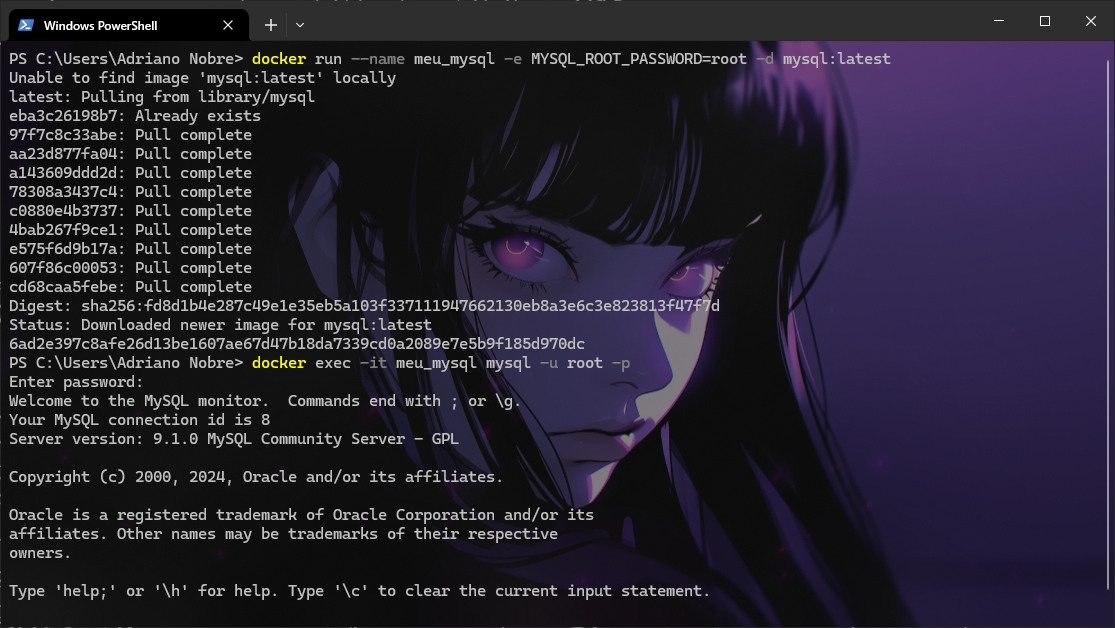 Windows PowerShell
PS C:\Users\Adriano Nobre> docker run --name meu_mysql -e MYSQL_ROOT_PASSWORD=root -d mysql:latest
Unable to find image 'mysql:latest' locally
latest: Pulling from library/mysql
eba3c26198b7: Already exists
97f7c8c33abe: Pull complete
aa23d877fa04: Pull complete
a143609ddd2d: Pull complete
78308a3437c4: Pull complete
c0880e4b3737: Pull complete
4bab267f9ce1: Pull complete
e575f6d9b17a: Pull complete
607f86c00053: Pull complete
cd68caa5febe: Pull complete
Digest: sha256:fd8d1b4e287c49e1e35eb5a103f337111947662130eb8a3e6c3e823813f47f7d
Status: Downloaded newer image for mysql:latest
6ad2e397c8afe26d13be1607ae67d47b18da7339cd0a2089e7e5b9f185d970dc
PS C:\Users\Adriano Nobre> docker exec -it meu_mysql mysql -u root -p
Enter password:
Welcome to the MySQL monitor.  Commands end with ; or \g.
Your MySQL connection id is 8
Server version: 9.1.0 MySQL Community Server - GPL
Copyright (c) 2000, 2024, Oracle and/or its affiliates.
Oracle is a registered trademark of Oracle Corporation and/or its
affiliates. Other names may be trademarks of their respective
owners.
Type 'help;' or '\h' for help. Type '\c' to clear the current input statement.